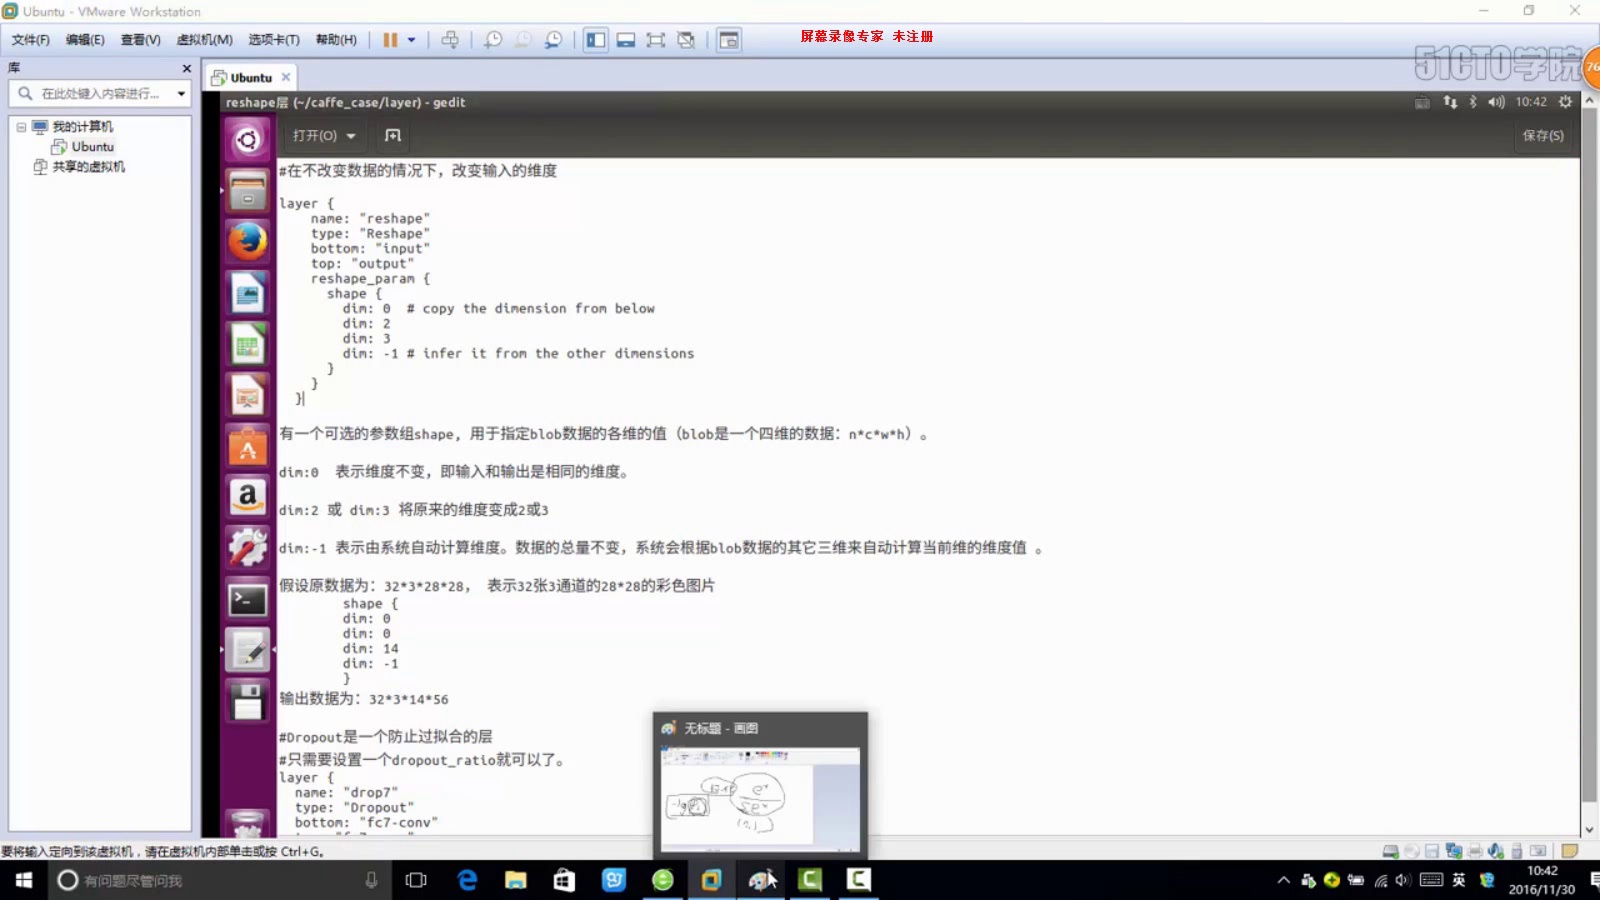 Ubuntu - VMware Workstation
文件(F) 编辑(E) 查看(V) 虚拟机(M) 选项卡(T) 帮助(H)
屏幕录像专家 未注册
51CTO学院
76
库
Ubuntu
在此处键入内容进行...
我的计算机
Ubuntu
共享的虚拟机
reshape层 (~/caffe_case/layer) - gedit
10:42
打开(O)
保存(S)
#在不改变数据的情况下，改变输入的维度
layer {
name: "reshape"
type: "Reshape"
bottom: "input"
top: "output"
reshape_param {
shape {
dim: 0 # copy the dimension from below
dim: 2
dim: 3
dim: -1 # infer it from the other dimensions
}
}
}
有一个可选的参数组shape, 用于指定blob数据的各维的值（blob是一个四维的数据：n*c*w*h）。
dim:0 表示维度不变，即输入和输出是相同的维度。
dim:2 或 dim:3 将原来的维度变成2或3
dim:-1 表示由系统自动计算维度。数据的总量不变，系统会根据blob数据的其它三维来自动计算当前维的维度值 。
假设原数据为：32*3*28*28， 表示32张3通道的28*28的彩色图片
shape {
dim: 0
dim: 0
dim: 14
dim: -1
}
输出数据为：32*3*14*56
#Dropout是一个防止过拟合的层
#只需要设置一个dropout_ratio就可以了。
layer {
name: "drop7"
type: "Dropout"
bottom: "fc7-conv"
无标题 - 画图
要将输入定向到该虚拟机，请在虚拟机内部单击或按 Ctrl+G。
有问题尽管问我
英
10:42
2016/11/30